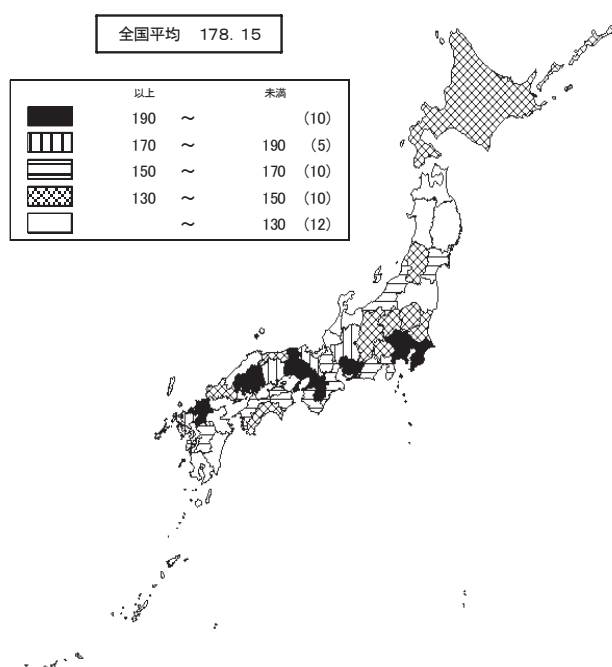 全国平均 178.15
以上 未満
190 ～ (10)
170 ～ 190 (5)
150 ～ 170 (10)
130 ～ 150 (10)
～ 130 (12)